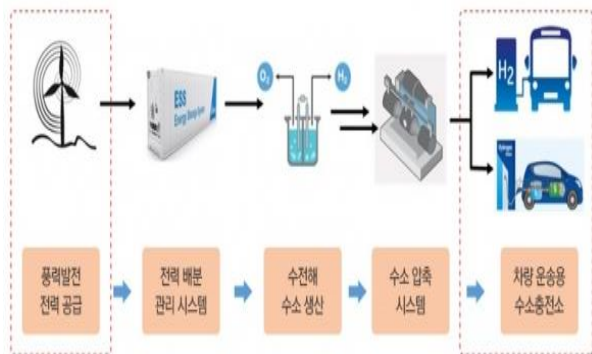 O₂
H₂
ESS
Energy Storage System
H2
풍력발전
전력 공급
전력 배분
관리 시스템
수전해
수소 생산
수소 압축
시스템
차량 운송용
수소충전소